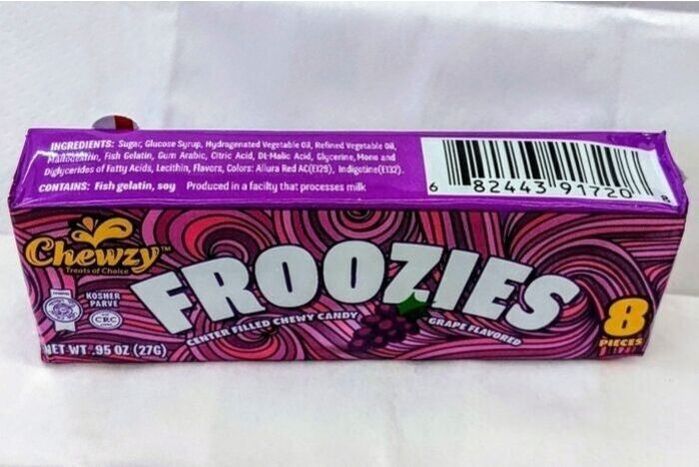 INGREDIENTS: Sugar, Glucose Syrup, Hydrogenated Vegetable Oil, Refined Vegetable Oil,
Maltodextrin, Fish Gelatin, Gum Arabic, Citric Acid, DL-Malic Acid, Glycerine, Mono and
Diglycerides of Fatty Acids, Lecithin, Flavors, Colors: Allura Red AC(E129), Indigotine(E132).
CONTAINS: Fish gelatin, soy Produced in a facility that processes milk
6 82443 91720 8
Chewzy™
Treats of Choice
FROOZIES
KOSHER
PARVE
CRC
CENTER FILLED CHEWY CANDY
GRAPE FLAVORED
8
PIECES
NET WT .95 OZ (27G)